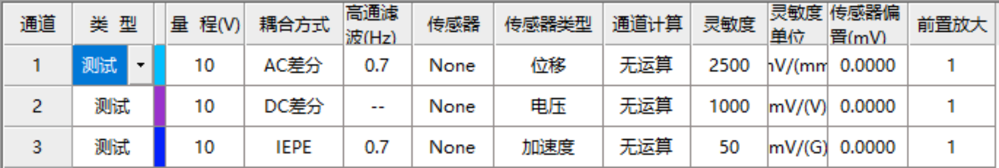 通道 类 型 量 程(V) 耦合方式 高通滤波(Hz) 传感器 传感器类型 通道计算 灵敏度 灵敏度单位 传感器偏置(mV) 前置放大
1 测试 10 AC差分 0.7 None 位移 无运算 2500 mV/(mm 0.0000 1
2 测试 10 DC差分 -- None 电压 无运算 1000 mV/(V) 0.0000 1
3 测试 10 IEPE 0.7 None 加速度 无运算 50 mV/(G) 0.0000 1